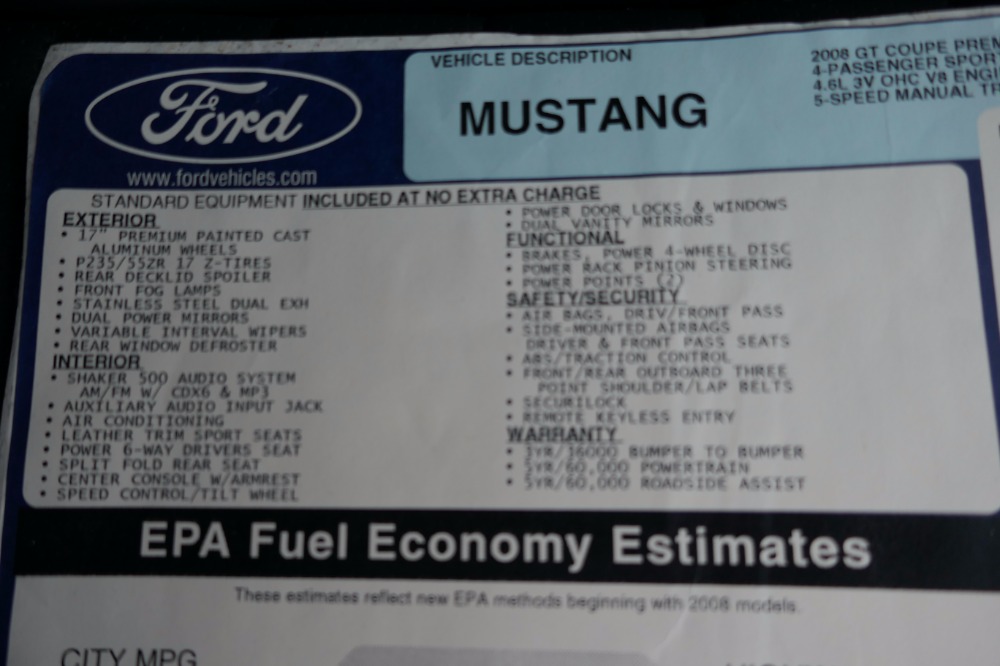 Ford
www.fordvehicles.com
VEHICLE DESCRIPTION
MUSTANG
2008 GT COUPE PREM
4-PASSENGER SPOR
4.6L 3V OHC V8 ENGI
5-SPEED MANUAL TR
STANDARD EQUIPMENT INCLUDED AT NO EXTRA CHARGE
EXTERIOR
• 17" PREMIUM PAINTED CAST
ALUMINUM WHEELS
• P235/55ZR 17 Z-TIRES
• REAR DECKLID SPOILER
• FRONT FOG LAMPS
• STAINLESS STEEL DUAL EXH
• DUAL POWER MIRRORS
• VARIABLE INTERVAL WIPERS
• REAR WINDOW DEFROSTER
INTERIOR
• SHAKER 500 AUDIO SYSTEM
AM/FM W/ CDX6 & MP3
• AUXILIARY AUDIO INPUT JACK
• AIR CONDITIONING
• LEATHER TRIM SPORT SEATS
• POWER 6-WAY DRIVERS SEAT
• SPLIT FOLD REAR SEAT
• CENTER CONSOLE W/ARMREST
• SPEED CONTROL/TILT WHEEL
• POWER DOOR LOCKS & WINDOWS
• DUAL VANITY MIRRORS
FUNCTIONAL
• BRAKES, POWER 4-WHEEL DISC
• POWER RACK PINION STEERING
• POWER POINTS (2)
SAFETY/SECURITY
• AIR BAGS, DRIV/FRONT PASS
• SIDE-MOUNTED AIRBAGS
DRIVER & FRONT PASS SEATS
• ABS/TRACTION CONTROL
• FRONT/REAR OUTBOARD THREE
POINT SHOULDER/LAP BELTS
• SECURILOCK
• REMOTE KEYLESS ENTRY
WARRANTY
• 3YR/36000 BUMPER TO BUMPER
• 5YR/60,000 POWERTRAIN
• 5YR/60,000 ROADSIDE ASSIST
EPA Fuel Economy Estimates
These estimates reflect new EPA methods beginning with 2008 models.
CITY MPG